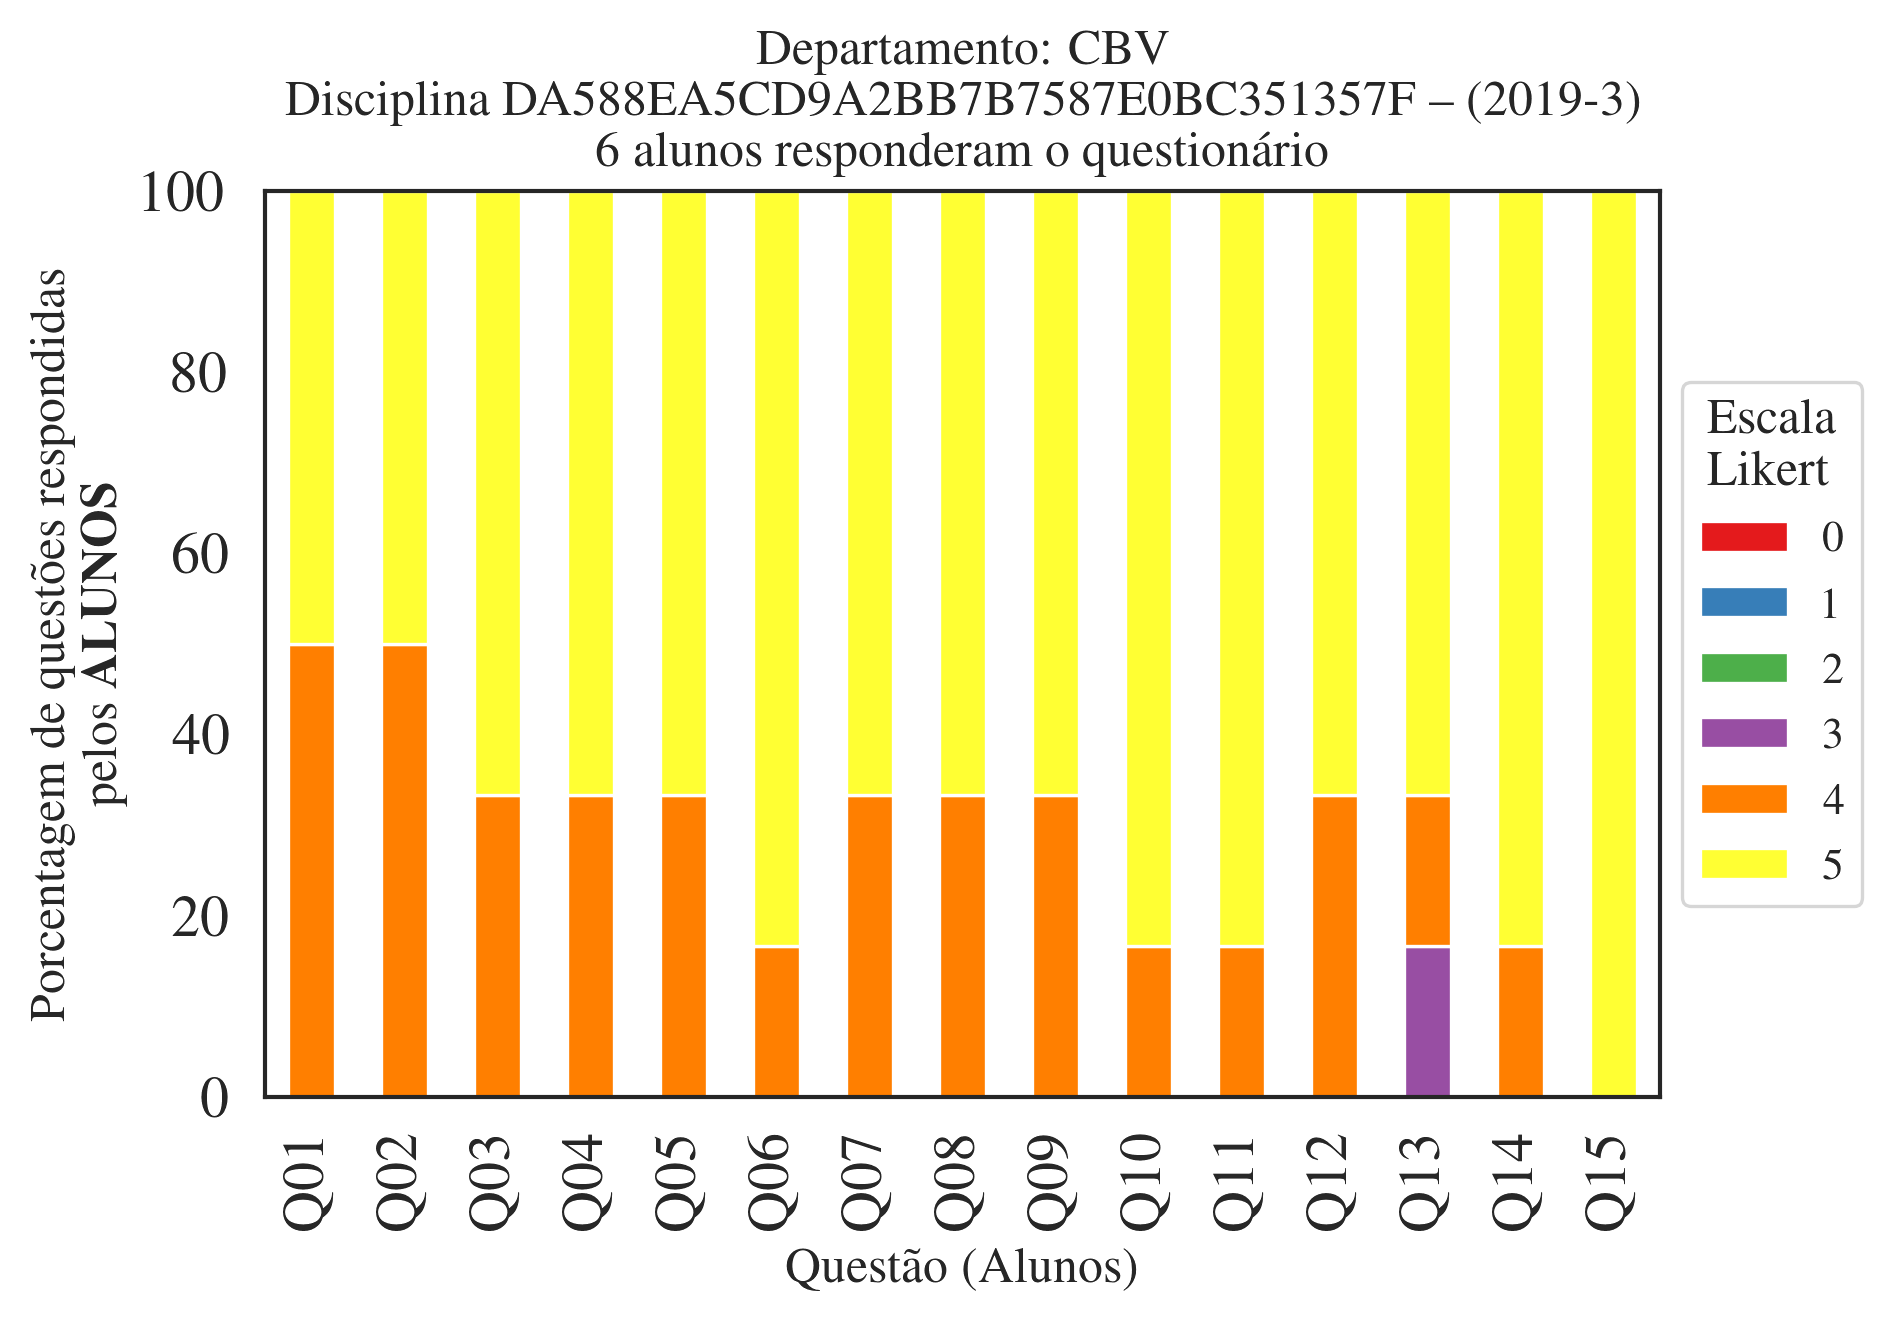 Departamento: CBV
Disciplina DA588EA5CD9A2BB7B7587E0BC351357F – (2019-3)
6 alunos responderam o questionário
Porcentagem de questões respondidas
pelos ALUNOS
100
80
60
40
20
0
Q01
Q02
Q03
Q04
Q05
Q06
Q07
Q08
Q09
Q10
Q11
Q12
Q13
Q14
Q15
Questão (Alunos)
Escala
Likert
0
1
2
3
4
5